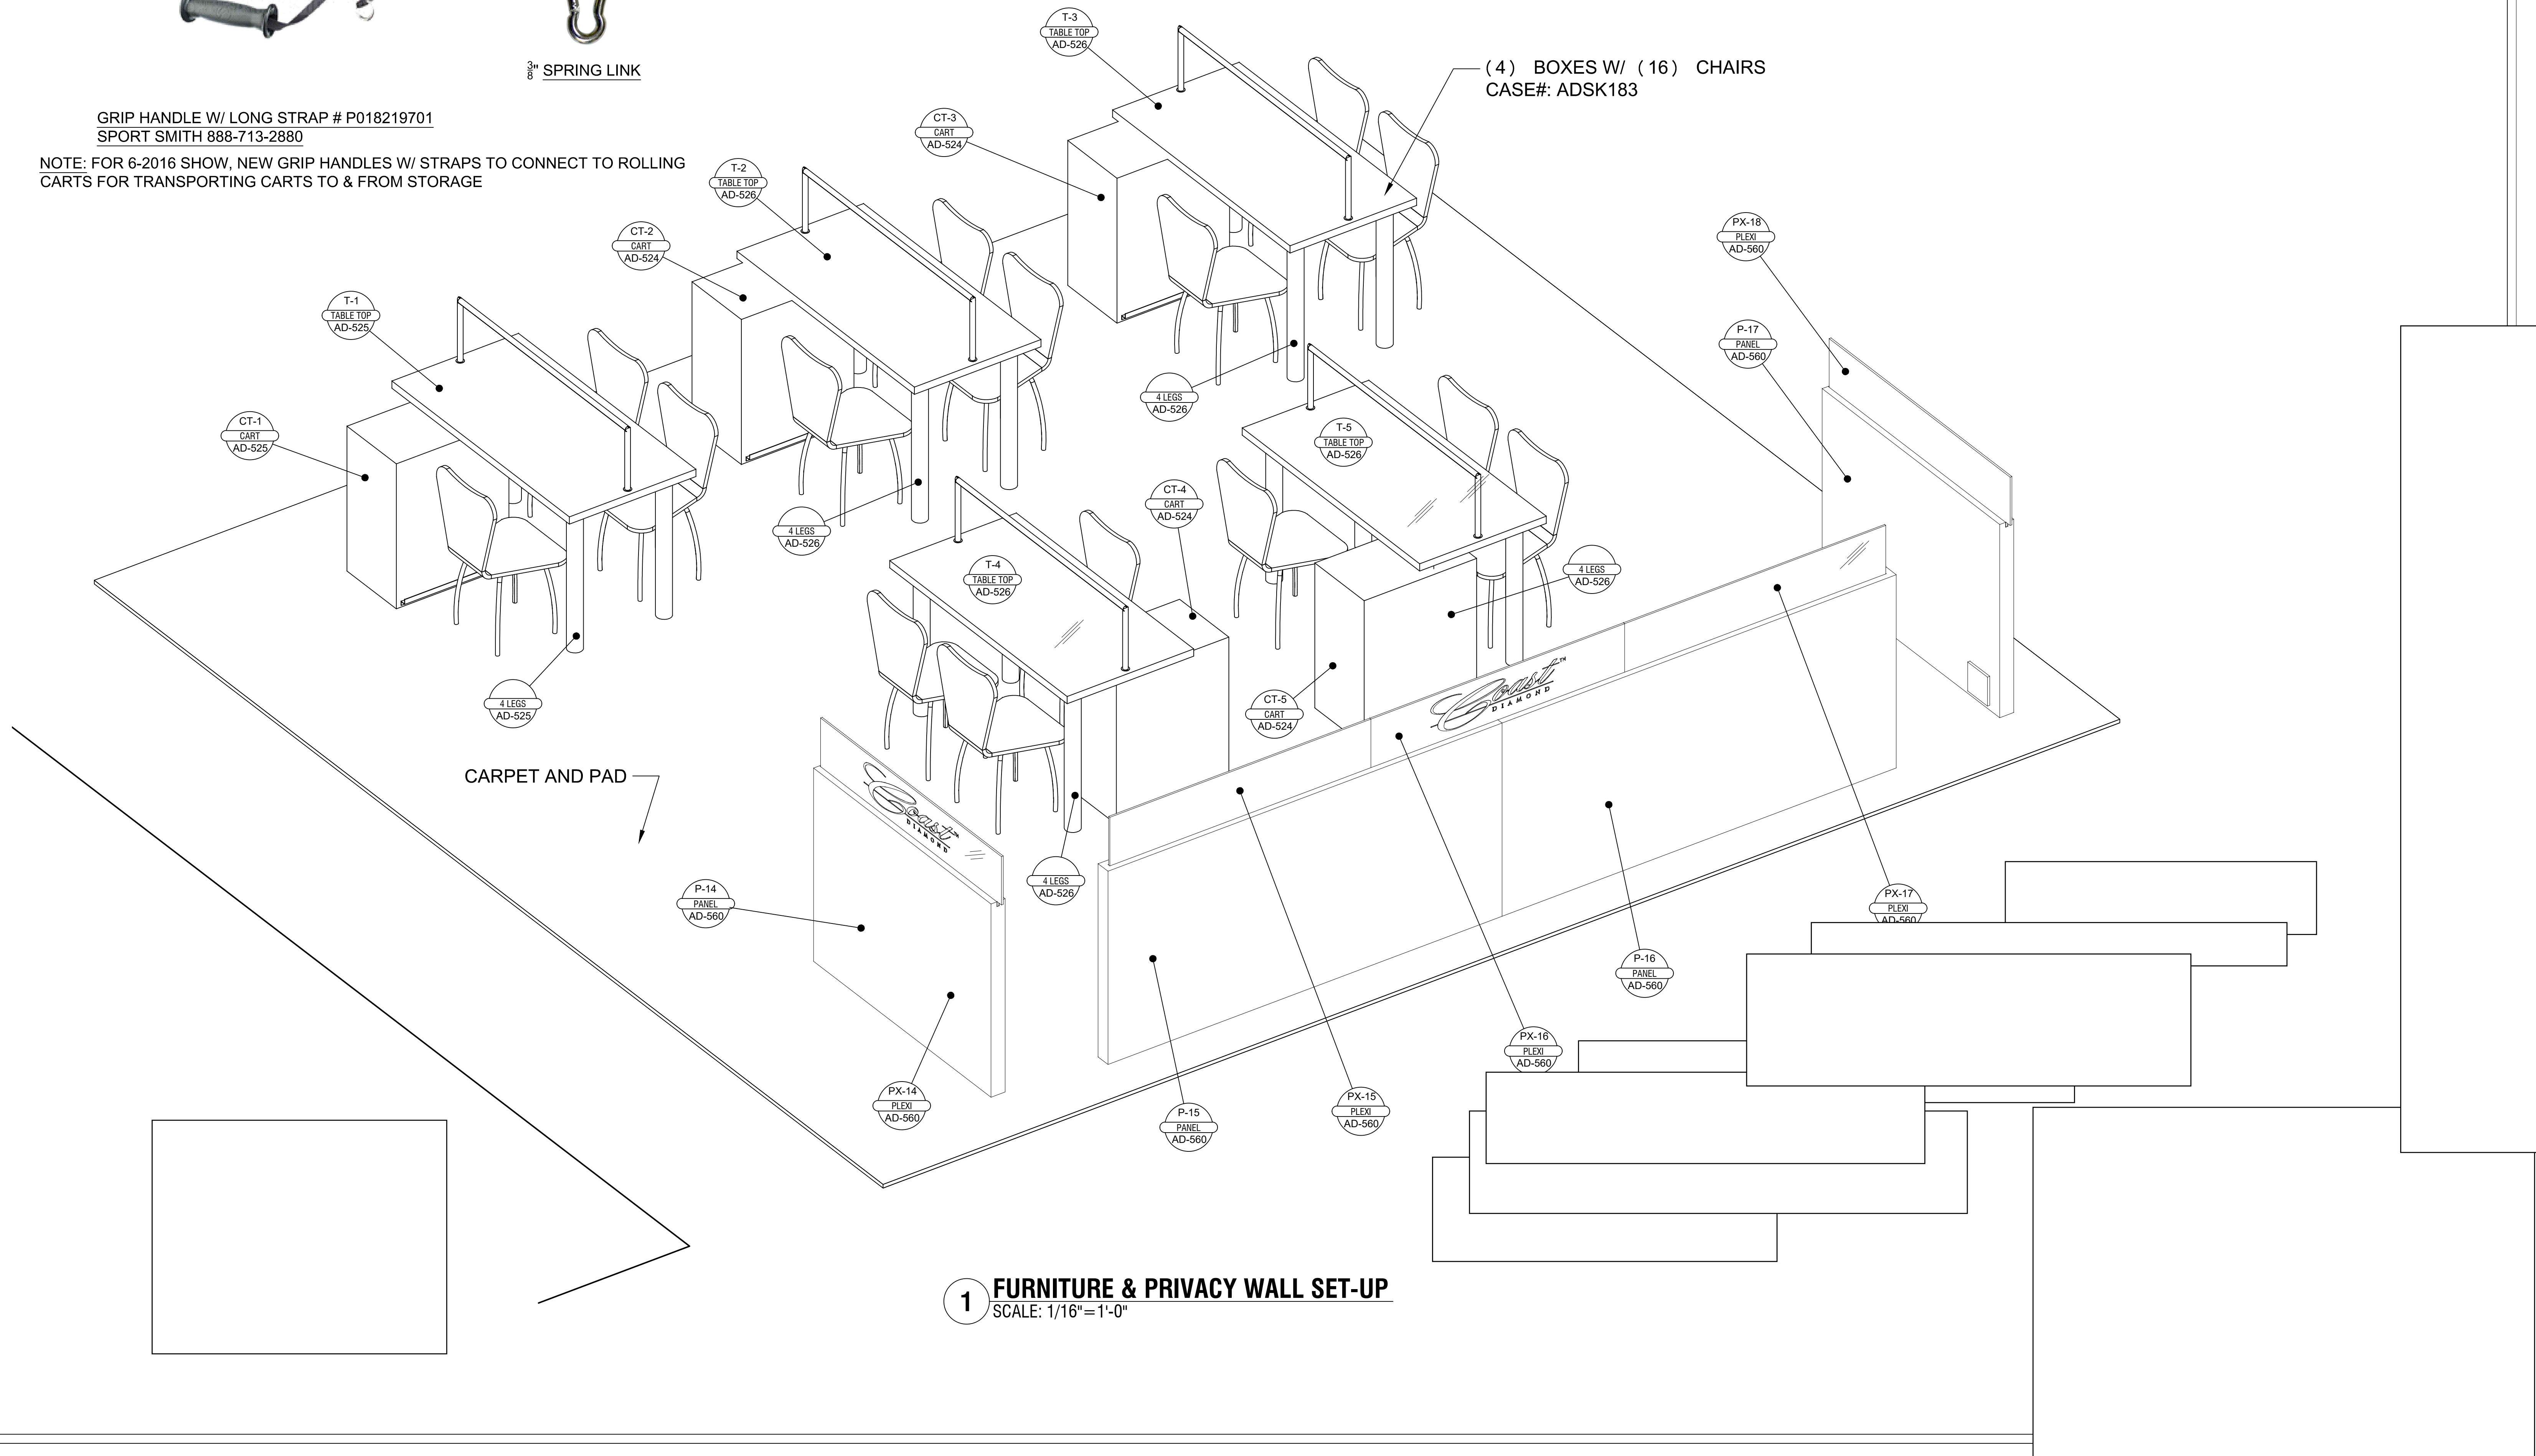 3/8" SPRING LINK
GRIP HANDLE W/ LONG STRAP # P018219701
SPORT SMITH 888-713-2880
NOTE: FOR 6-2016 SHOW, NEW GRIP HANDLES W/ STRAPS TO CONNECT TO ROLLING
CARTS FOR TRANSPORTING CARTS TO & FROM STORAGE
T-3
TABLE TOP
AD-526
(4) BOXES W/ (16) CHAIRS
CASE#: ADSK183
CT-3
CART
AD-524
T-2
TABLE TOP
AD-526
CT-2
CART
AD-524
PX-18
PLEXI
AD-560
T-1
TABLE TOP
AD-525
P-17
PANEL
AD-560
4 LEGS
AD-526
CT-1
CART
AD-525
T-5
TABLE TOP
AD-526
CT-4
CART
AD-524
4 LEGS
AD-526
T-4
TABLE TOP
AD-526
4 LEGS
AD-526
4 LEGS
AD-525
CT-5
CART
AD-524
Coast™
DIAMOND
CARPET AND PAD
Coast™
DIAMOND
4 LEGS
AD-526
P-14
PANEL
AD-560
PX-17
PLEXI
AD-560
P-16
PANEL
AD-560
PX-16
PLEXI
AD-560
PX-14
PLEXI
AD-560
PX-15
PLEXI
AD-560
P-15
PANEL
AD-560
1 FURNITURE & PRIVACY WALL SET-UP
SCALE: 1/16"=1'-0"